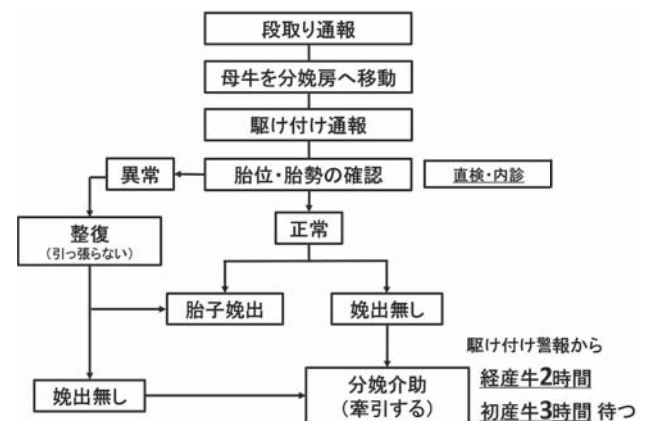 段取り通報
母牛を分娩房へ移動
駆け付け通報
異常
胎位・胎勢の確認
直検・内診
整復
(引っ張らない)
正常
胎子娩出
娩出無し
駆け付け警報から
娩出無し
分娩介助
(牽引する)
経産牛2時間
初産牛3時間 待つ